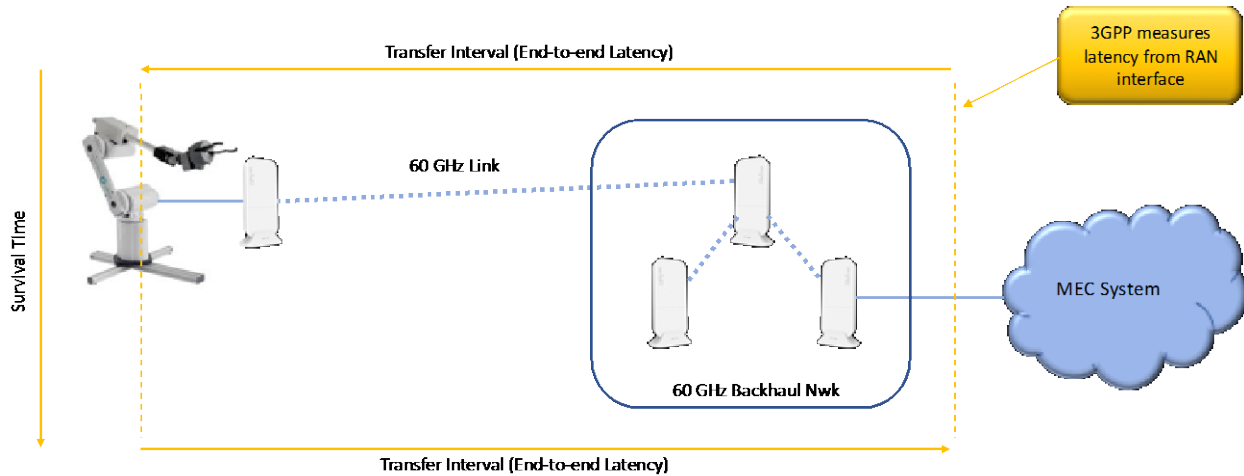 Transfer Interval (End-to-end Latency)
3GPP measures
latency from RAN
interface
60 GHz Link
Survival Time
MEC System
60 GHz Backhaul Nwk
Transfer Interval (End-to-end Latency)